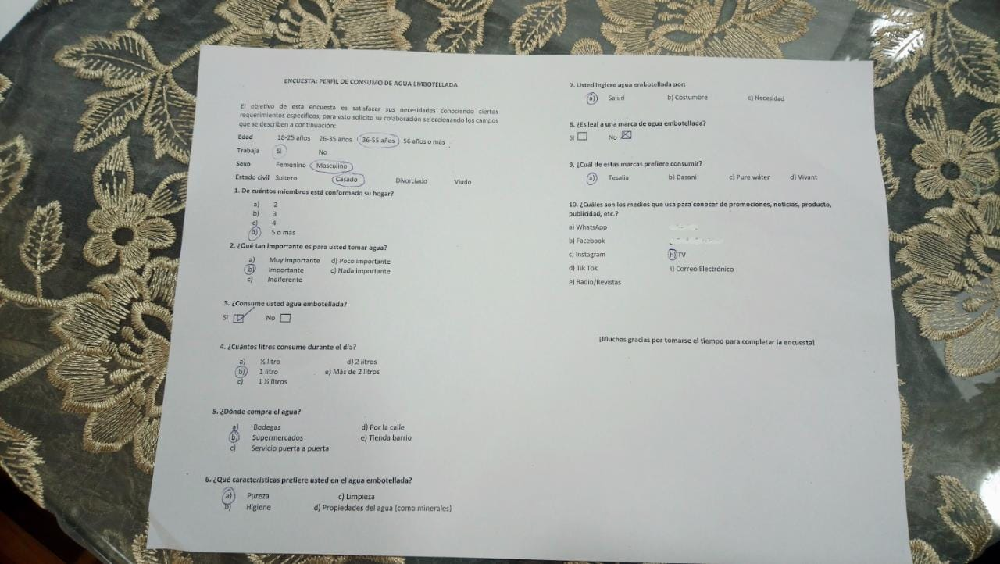 ENCUESTA: PERFIL DE CONSUMO DE AGUA EMBOTELLADA
El objetivo de esta encuesta es satisfacer sus necesidades conociendo ciertos
requerimientos específicos, para esto solicito su colaboración seleccionando los campos
que se describen a continuación:
Edad 18-25 años 26-35 años 36-55 años 56 años o más
Trabaja Si No
Sexo Femenino Masculino
Estado civil Soltero Casado Divorciado Viudo
1. De cuántos miembros está conformado su hogar?
a) 2
b) 3
c) 4
d) 5 o más
2. ¿Qué tan importante es para usted tomar agua?
a) Muy importante d) Poco importante
b) Importante c) Nada importante
c) Indiferente
3. ¿Consume usted agua embotellada?
Si No
4. ¿Cuántos litros consume durante el día?
a) ½ litro d) 2 litros
b) 1 litro e) Más de 2 litros
c) 1 ½ litros
5. ¿Dónde compra el agua?
a) Bodegas d) Por la calle
b) Supermercados e) Tienda barrio
c) Servicio puerta a puerta
6. ¿Qué características prefiere usted en el agua embotellada?
a) Pureza c) Limpieza
b) Higiene d) Propiedades del agua (como minerales)
7. Usted ingiere agua embotellada por:
a) Salud b) Costumbre c) Necesidad
8. ¿Es leal a una marca de agua embotellada?
Si No
9. ¿Cuál de estas marcas prefiere consumir?
a) Tesalia b) Dasani c) Pure wáter d) Vivant
10. ¿Cuáles son los medios que usa para conocer de promociones, noticias, producto,
publicidad, etc.?
a) WhatsApp
b) Facebook
c) Instagram h) TV
d) Tik Tok i) Correo Electrónico
e) Radio/Revistas
¡Muchas gracias por tomarse el tiempo para completar la encuesta!